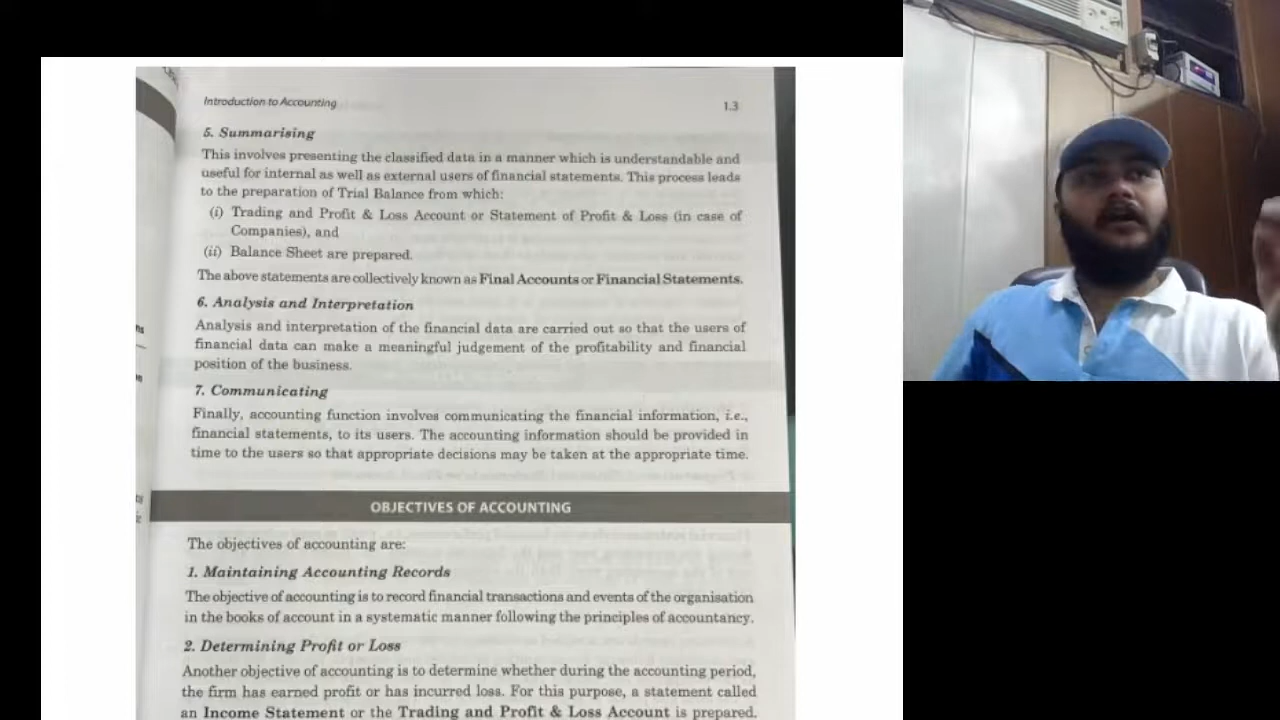 Introduction to Accounting 1.3
5. Summarising
This involves presenting the classified data in a manner which is understandable and
useful for internal as well as external users of financial statements. This process leads
to the preparation of Trial Balance from which:
(i) Trading and Profit & Loss Account or Statement of Profit & Loss (in case of
Companies), and
(ii) Balance Sheet are prepared.
The above statements are collectively known as Final Accounts or Financial Statements.
6. Analysis and Interpretation
Analysis and interpretation of the financial data are carried out so that the users of
financial data can make a meaningful judgement of the profitability and financial
position of the business.
7. Communicating
Finally, accounting function involves communicating the financial information, i.e.,
financial statements, to its users. The accounting information should be provided in
time to the users so that appropriate decisions may be taken at the appropriate time.
OBJECTIVES OF ACCOUNTING
The objectives of accounting are:
1. Maintaining Accounting Records
The objective of accounting is to record financial transactions and events of the organisation
in the books of account in a systematic manner following the principles of accountancy.
2. Determining Profit or Loss
Another objective of accounting is to determine whether during the accounting period,
the firm has earned profit or has incurred loss. For this purpose, a statement called
an Income Statement or the Trading and Profit & Loss Account is prepared.